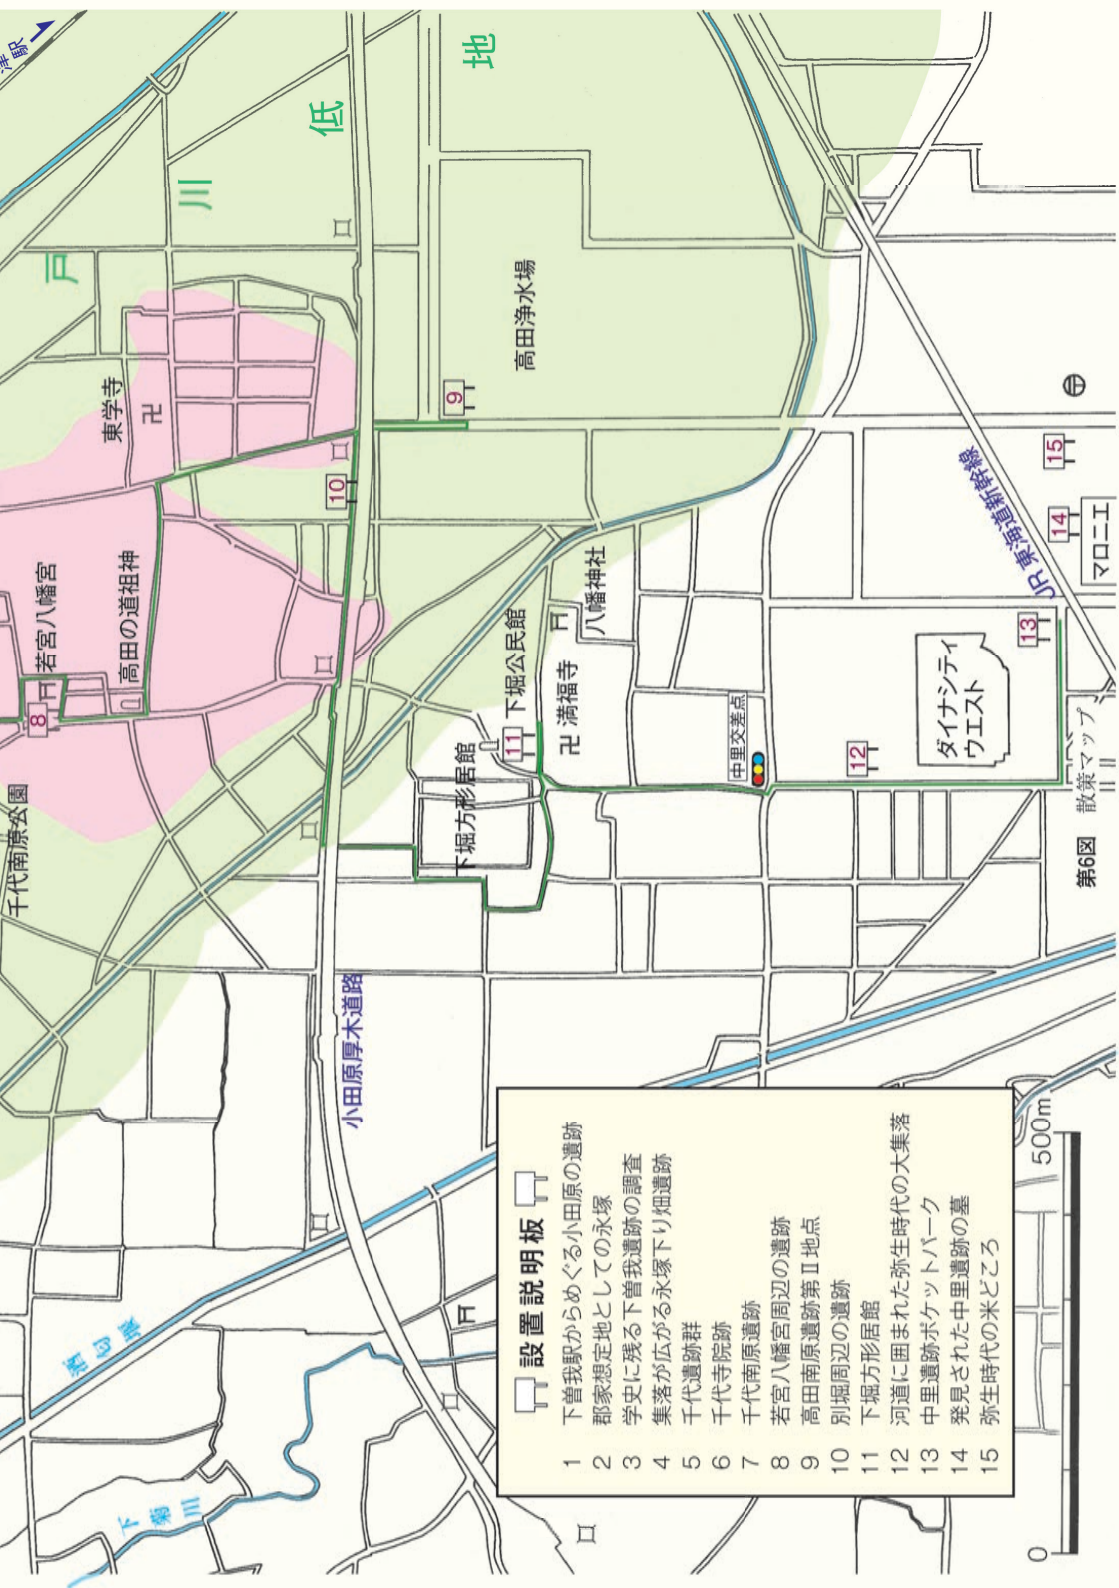 津駅
戸
川
低
地
東学寺
高田浄水場
9
10
若宮八幡宮
高田の道祖神
8
千代南原公園
下堀公民館
八幡神社
満福寺
11
下堀方形居館
中里交差点
12
ダイナシティ
ウエスト
13
14
15
マロニエ
JR 東海道新幹線
小田原厚木道路
酒匂堰
下菊川
設置説明板
1 下曽我駅からめぐる小田原の遺跡
2 郡家想定地としての永塚
3 学史に残る下曽我遺跡の調査
4 集落が広がる永塚下り畑遺跡
5 千代遺跡群
6 千代寺院跡
7 千代南原遺跡
8 若宮八幡宮周辺の遺跡
9 高田南原遺跡第Ⅱ地点
10 別堀周辺の遺跡
11 下堀方形居館
12 河道に囲まれた弥生時代の大集落
13 中里遺跡ポケットパーク
14 発見された中里遺跡の墓
15 弥生時代の米どころ
0 500m
第6図 散策マップ